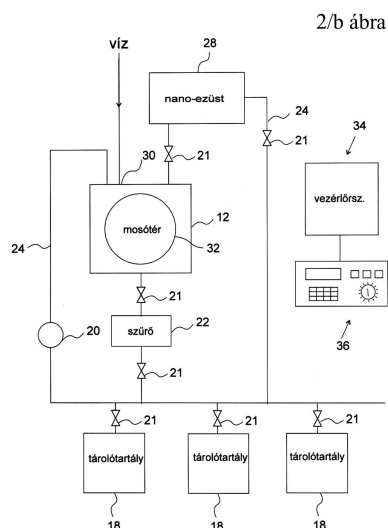 2/b ábra
víz
28
nano-ezüst
24
21
34
21
30
12
vezérlőrsz.
mosótér
24
32
21
20
szűrő
22
36
21
21
21
21
tárolótartály
tárolótartály
tárolótartály
18
18
18